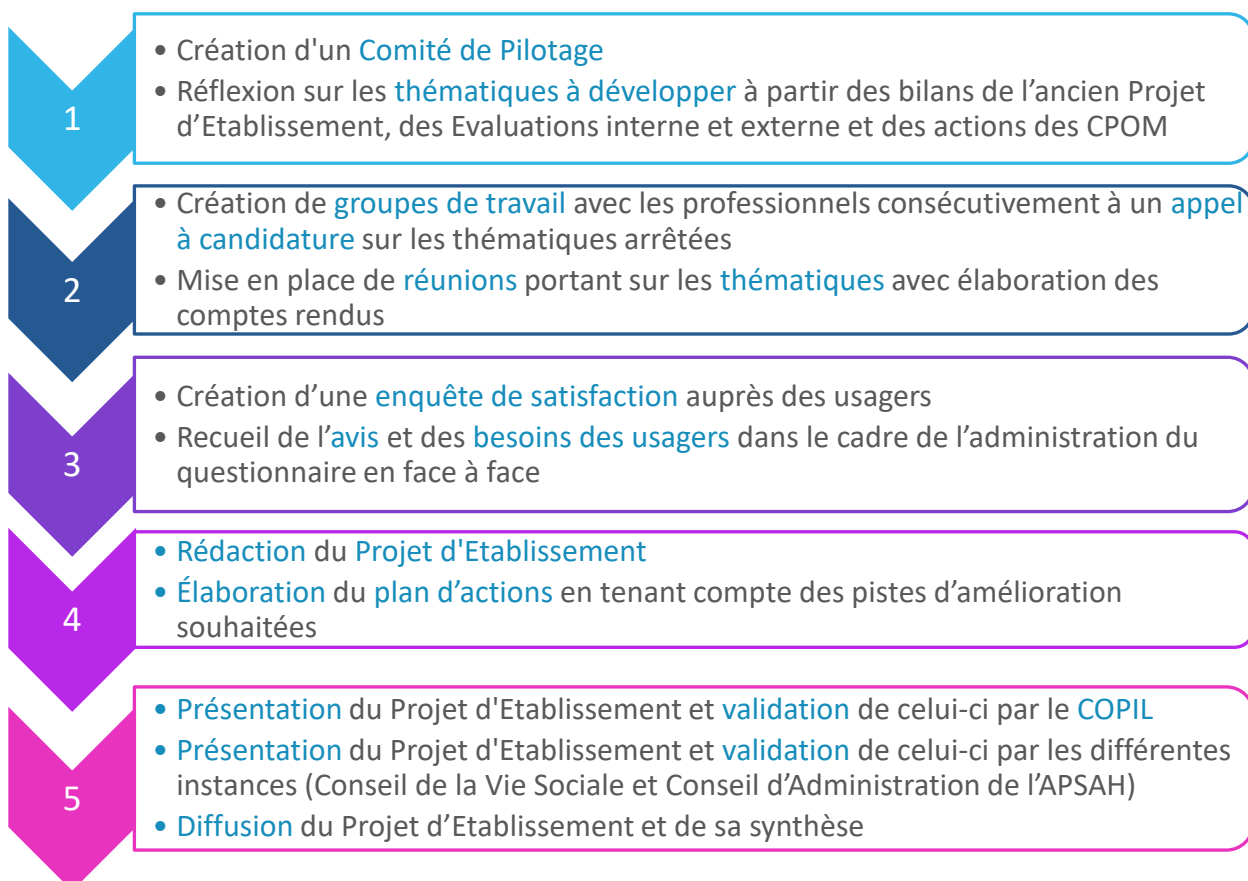 1
• Création d'un Comité de Pilotage
• Réflexion sur les thématiques à développer à partir des bilans de l’ancien Projet
d’Etablissement, des Evaluations interne et externe et des actions des CPOM
2
• Création de groupes de travail avec les professionnels consécutivement à un appel
à candidature sur les thématiques arrêtées
• Mise en place de réunions portant sur les thématiques avec élaboration des
comptes rendus
3
• Création d’une enquête de satisfaction auprès des usagers
• Recueil de l’avis et des besoins des usagers dans le cadre de l’administration du
questionnaire en face à face
4
• Rédaction du Projet d'Etablissement
• Élaboration du plan d’actions en tenant compte des pistes d’amélioration
souhaitées
5
• Présentation du Projet d'Etablissement et validation de celui-ci par le COPIL
• Présentation du Projet d'Etablissement et validation de celui-ci par les différentes
instances (Conseil de la Vie Sociale et Conseil d’Administration de l’APSAH)
• Diffusion du Projet d’Etablissement et de sa synthèse